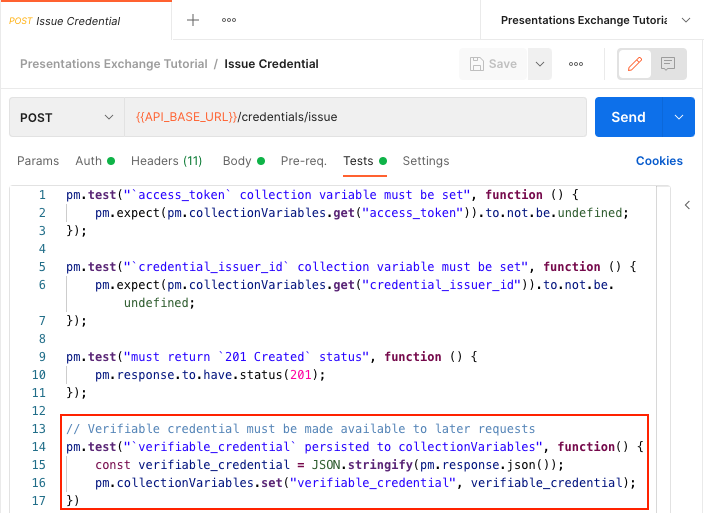 POST Issue Credential
Presentations Exchange Tutoria
Presentations Exchange Tutorial / Issue Credential
Save
POST
{{API_BASE_URL}}/credentials/issue
Send
Params Auth Headers (11) Body Pre-req. Tests Settings Cookies
1 pm.test("`access_token` collection variable must be set", function () {
2 pm.expect(pm.collectionVariables.get("access_token")).to.not.be.undefined;
3 });
4
5 pm.test("`credential_issuer_id` collection variable must be set", function () {
6 pm.expect(pm.collectionVariables.get("credential_issuer_id")).to.not.be.
undefined;
7 });
8
9 pm.test("must return `201 Created` status", function () {
10 pm.response.to.have.status(201);
11 });
12
13 // Verifiable credential must be made available to later requests
14 pm.test("`verifiable_credential` persisted to collectionVariables", function() {
15 const verifiable_credential = JSON.stringify(pm.response.json());
16 pm.collectionVariables.set("verifiable_credential", verifiable_credential);
17 })